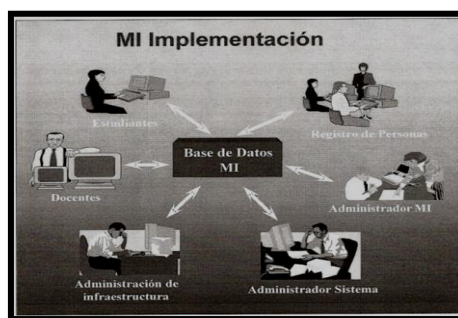 MI Implementación
Estudiantes
Registro de Personas
Base de Datos
MI
Docentes
Administrador MI
Administración de
infraestructura
Administrador Sistema